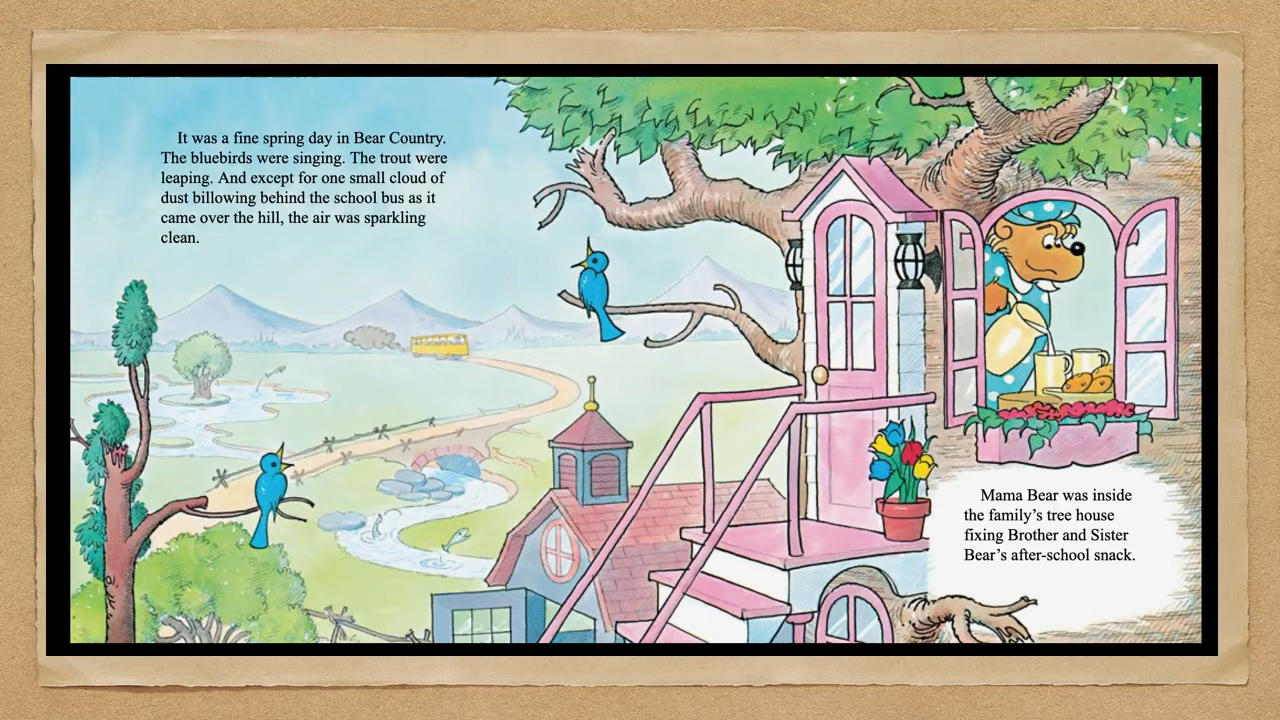 It was a fine spring day in Bear Country.
The bluebirds were singing. The trout were
leaping. And except for one small cloud of
dust billowing behind the school bus as it
came over the hill, the air was sparkling
clean.
Mama Bear was inside
the family’s tree house
fixing Brother and Sister
Bear’s after-school snack.